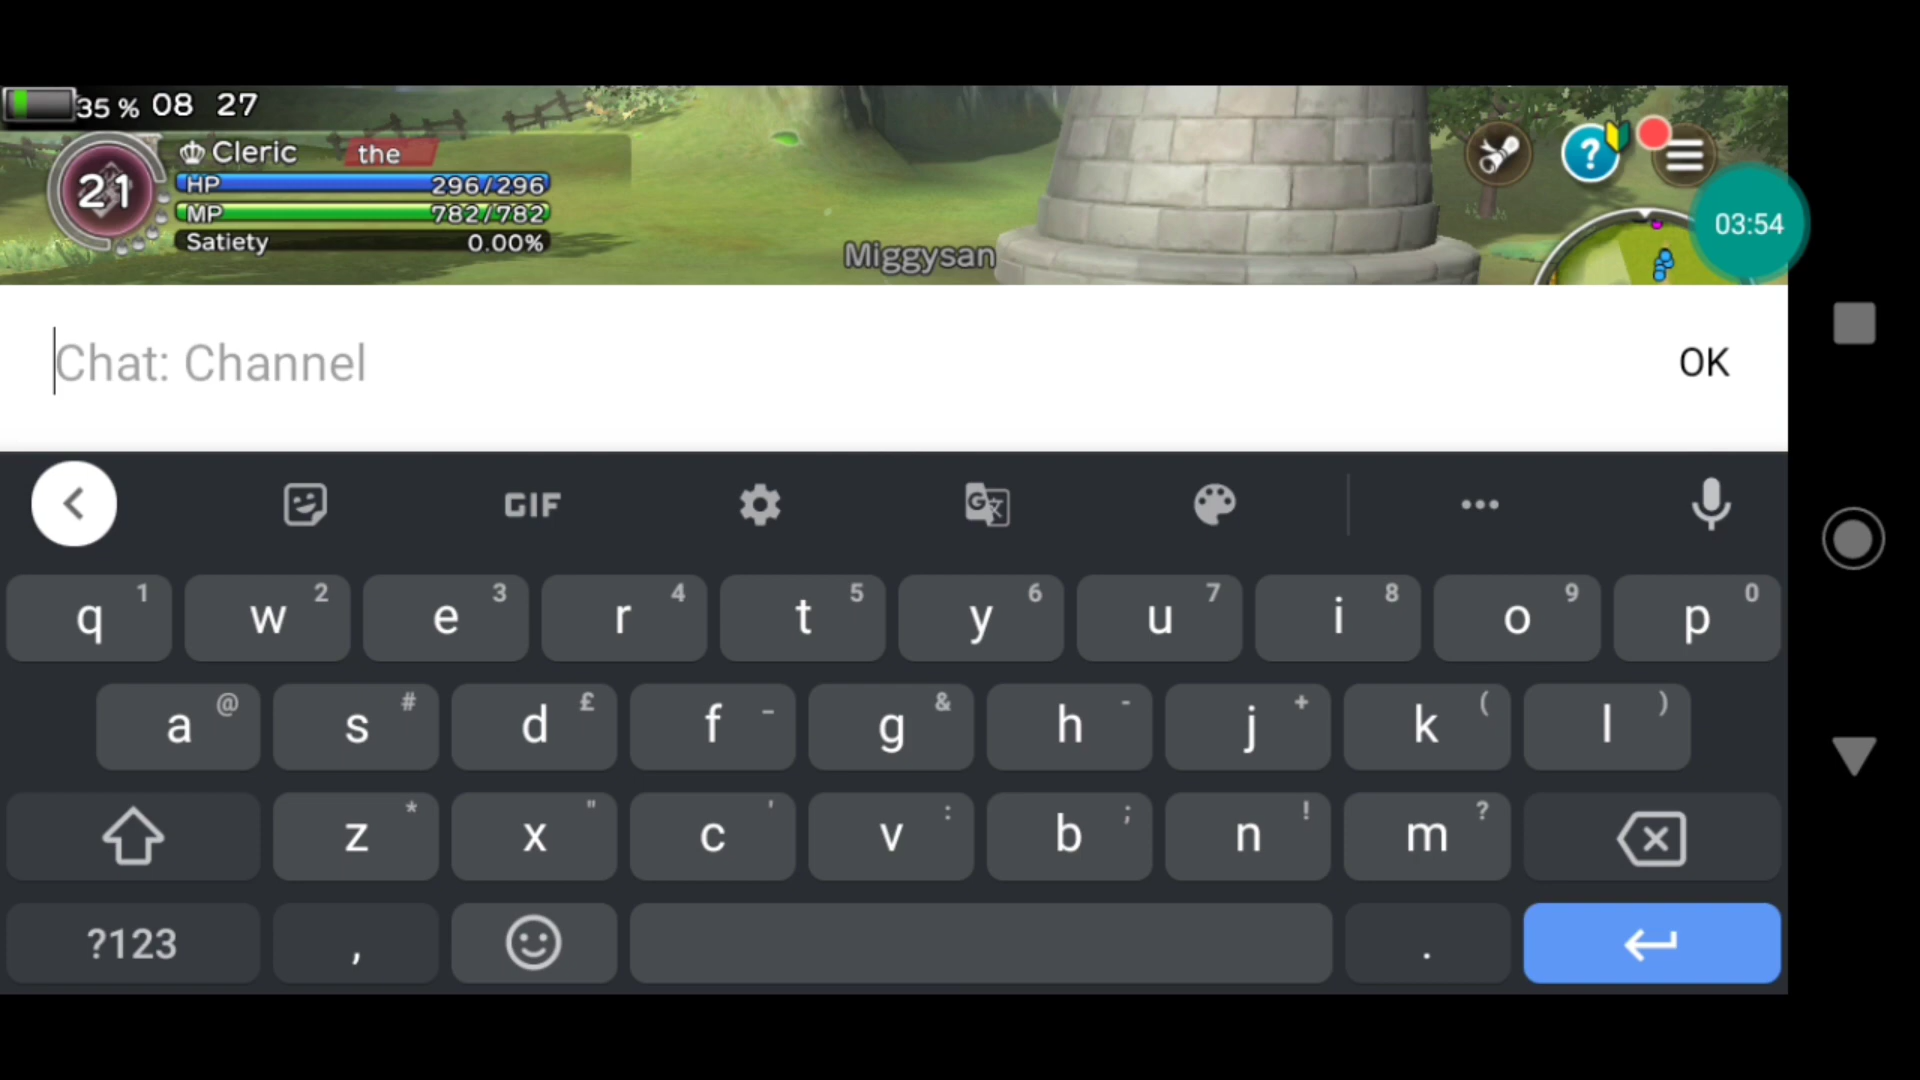 35 % 08 27
Cleric the
21
HP 296/296
MP 782/782
Satiety 0.00%
?
03:54
Miggysan
Chat: Channel OK
GIF G
q 1 w 2 e 3 r 4 t 5 y 6 u 7 i 8 o 9 p 0
a @ s # d £ f _ g & h - j + k ( l )
z * x " c ' v : b ; n ! m ?
?123 , .